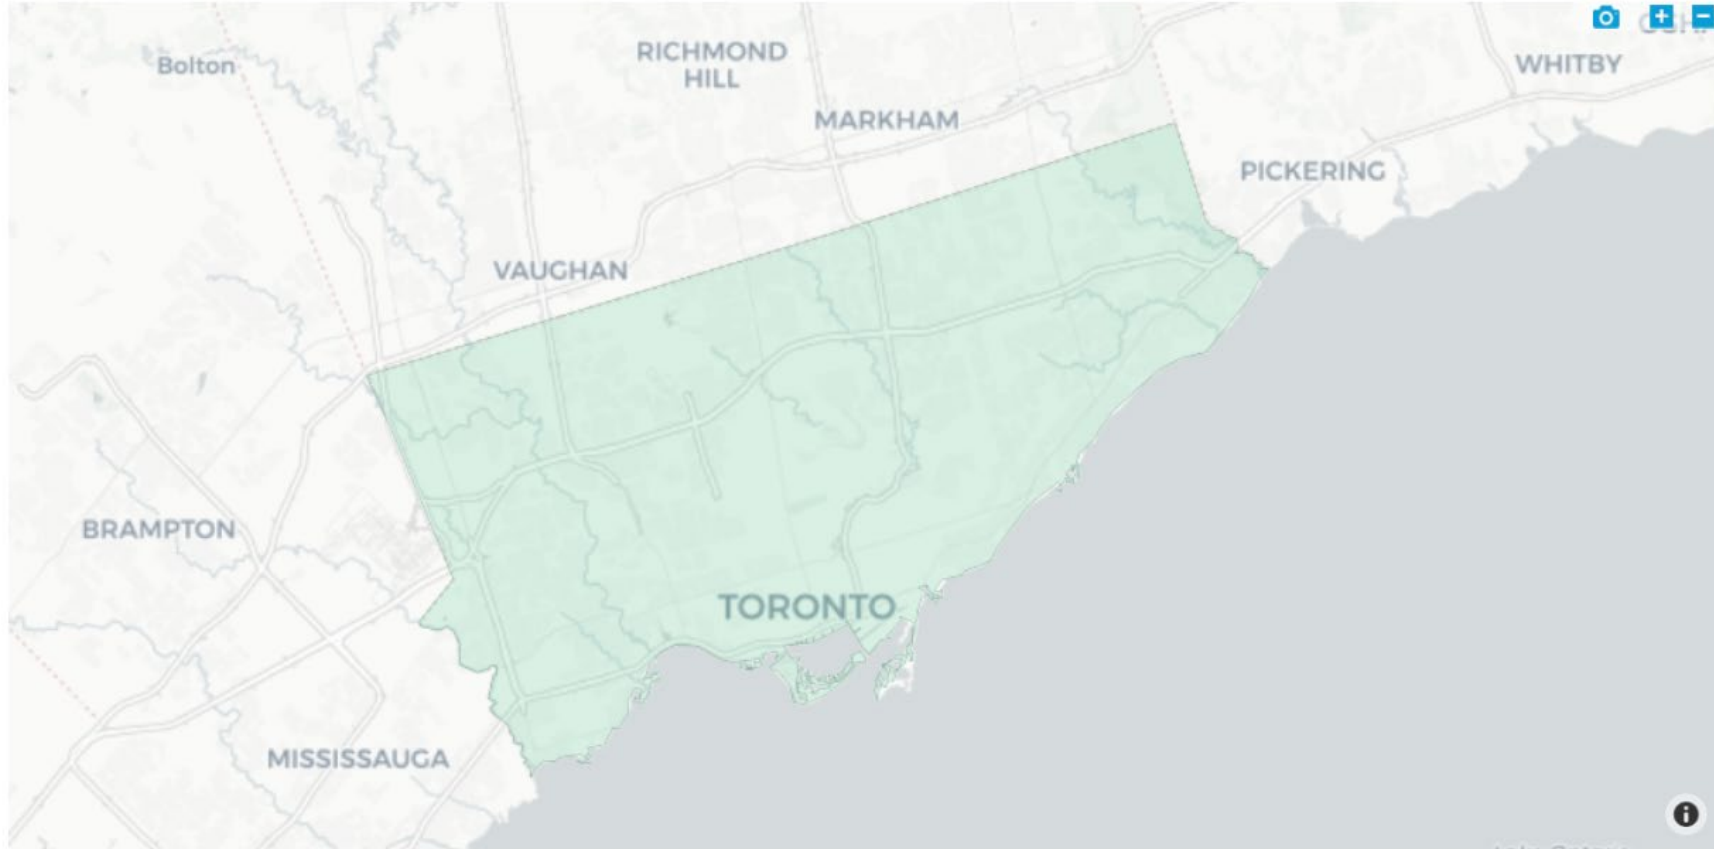 Bolton
RICHMOND
HILL
WHITBY
MARKHAM
PICKERING
VAUGHAN
BRAMPTON
TORONTO
MISSISSAUGA